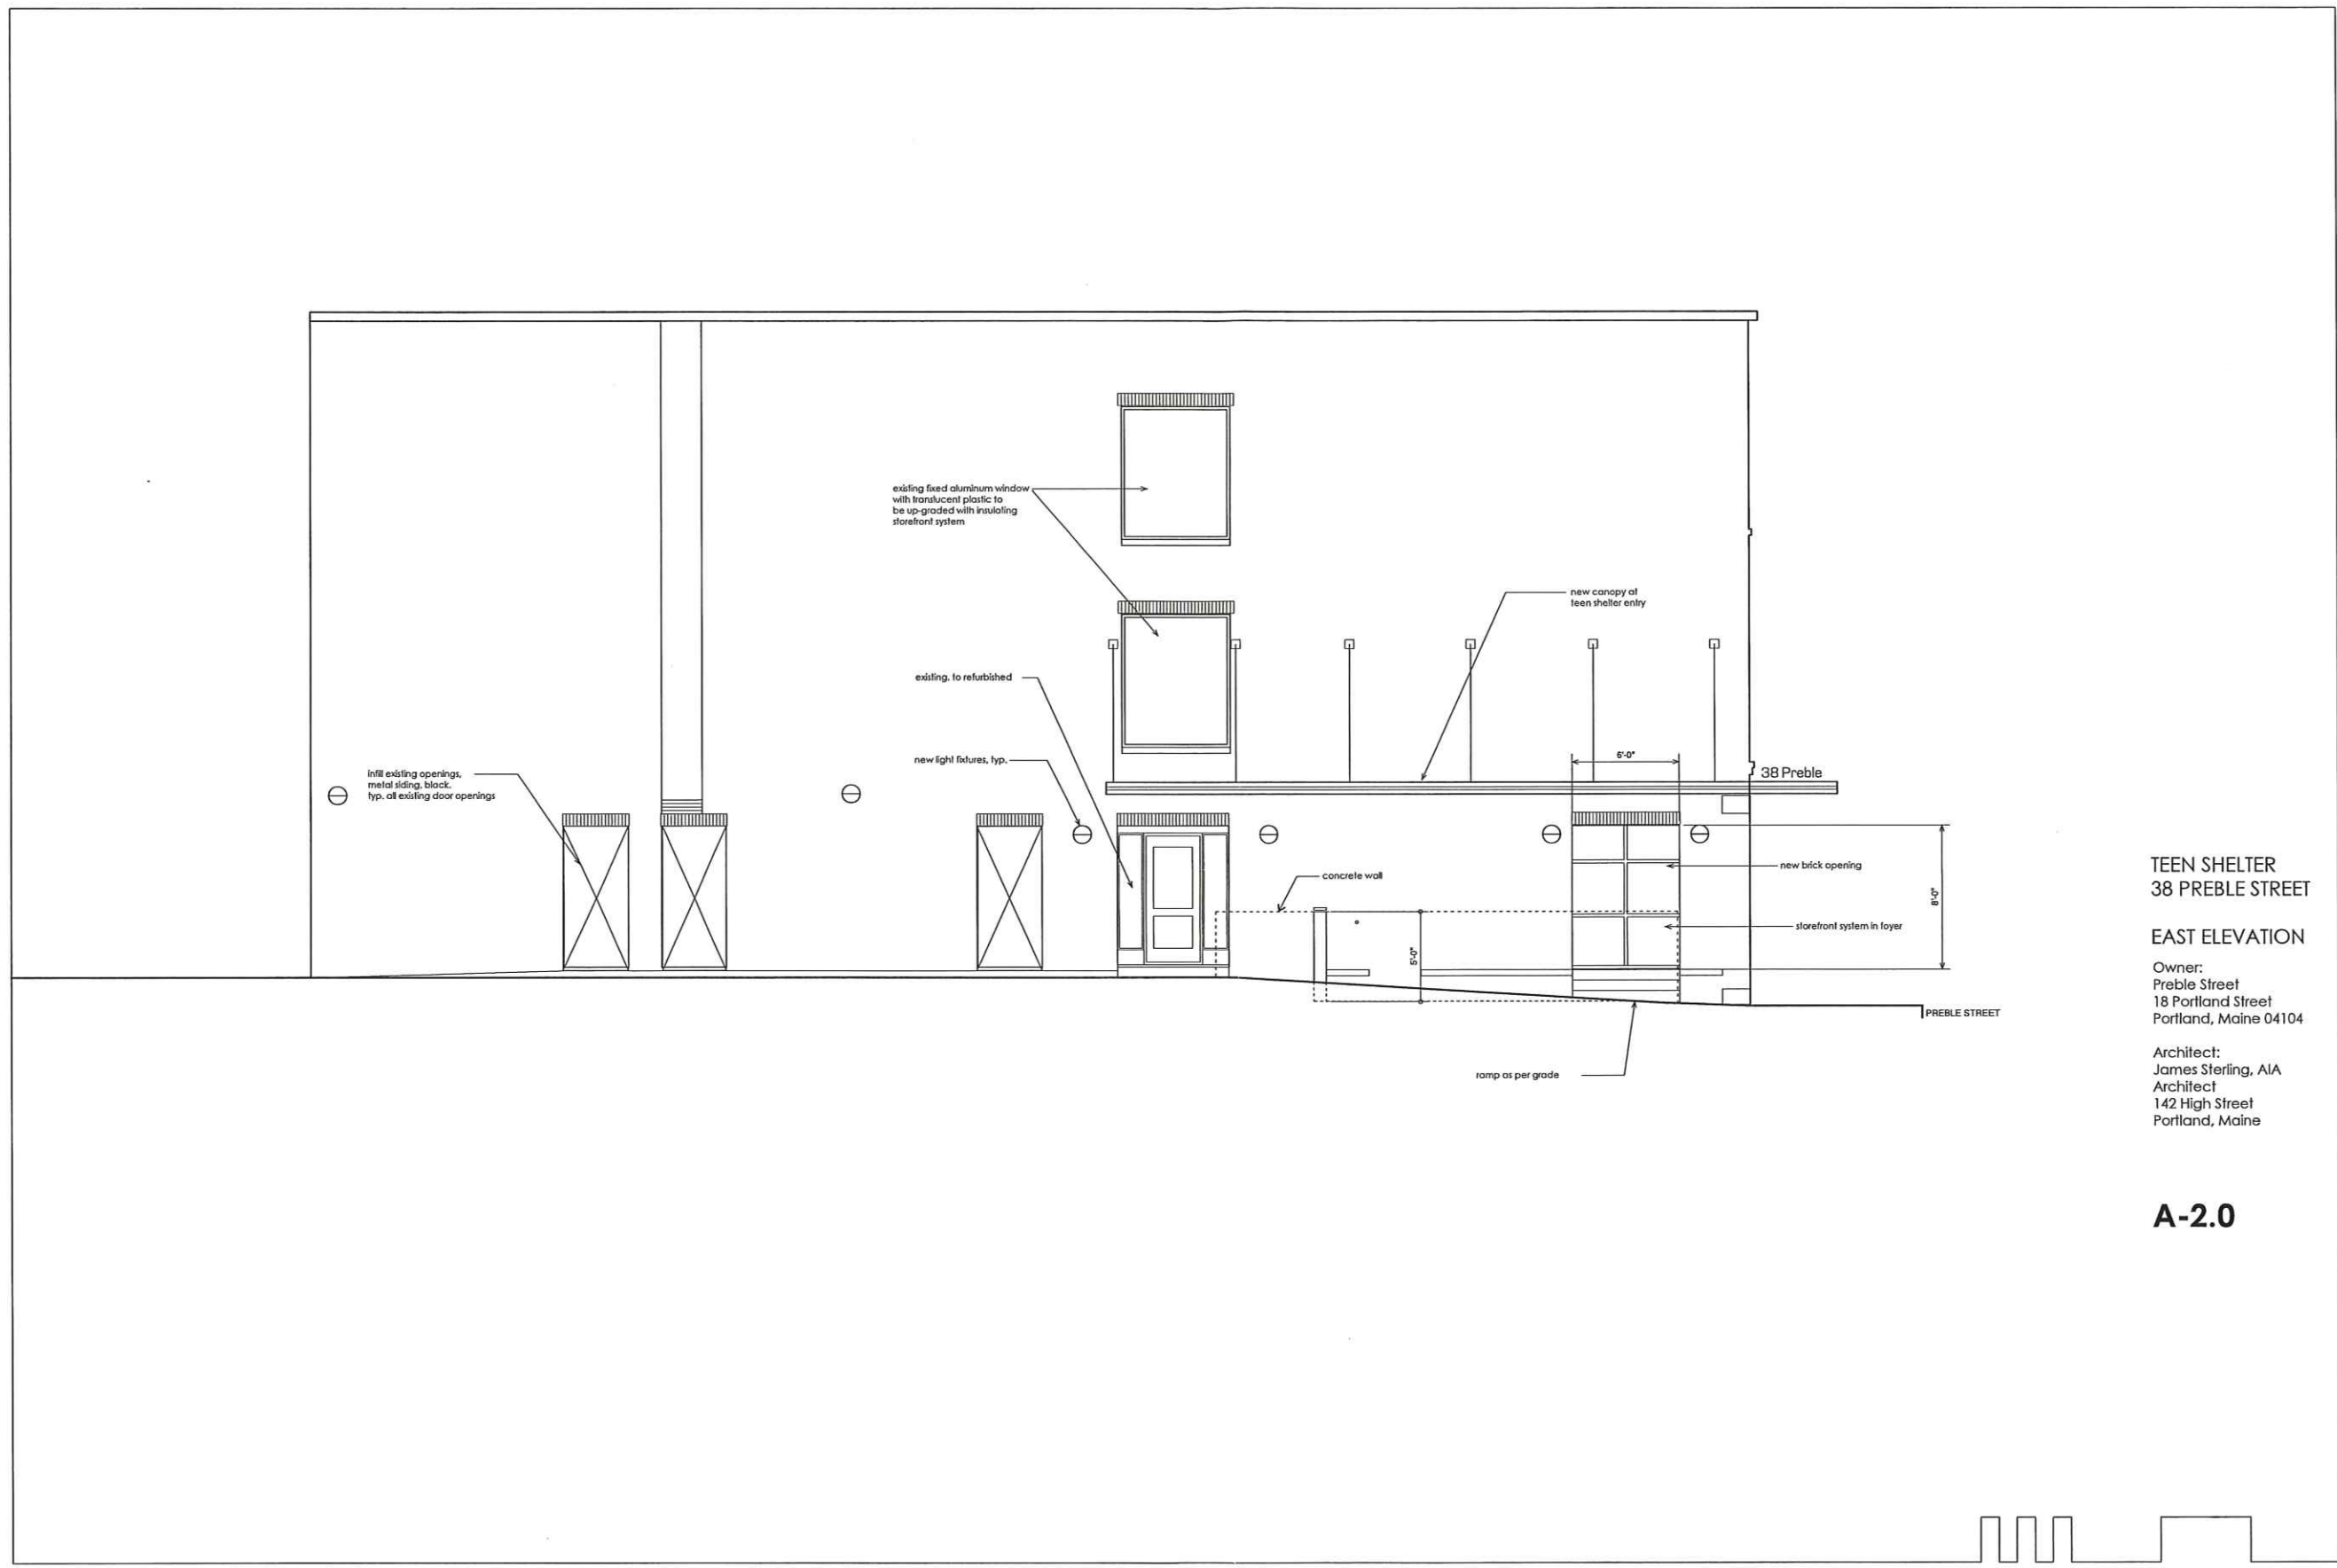 existing fixed aluminum window
with translucent plastic to
be up-graded with insulating
storefront system
new canopy at
teen shelter entry
existing, to refurbished
new light fixtures, typ.
infill existing openings,
metal siding, black,
typ. all existing door openings
6'-0"
38 Preble
concrete wall
new brick opening
8'-0"
storefront system in foyer
5'-0"
PREBLE STREET
ramp as per grade
TEEN SHELTER
38 PREBLE STREET
EAST ELEVATION
Owner:
Preble Street
18 Portland Street
Portland, Maine 04104
Architect:
James Sterling, AIA
Architect
142 High Street
Portland, Maine
A-2.0